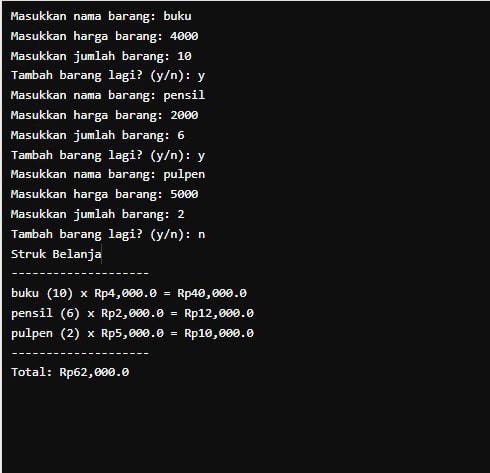 Masukkan nama barang: buku
Masukkan harga barang: 4000
Masukkan jumlah barang: 10
Tambah barang lagi? (y/n): y
Masukkan nama barang: pensil
Masukkan harga barang: 2000
Masukkan jumlah barang: 6
Tambah barang lagi? (y/n): y
Masukkan nama barang: pulpen
Masukkan harga barang: 5000
Masukkan jumlah barang: 2
Tambah barang lagi? (y/n): n
Struk Belanja
--------------------
buku (10) x Rp4,000.0 = Rp40,000.0
pensil (6) x Rp2,000.0 = Rp12,000.0
pulpen (2) x Rp5,000.0 = Rp10,000.0
--------------------
Total: Rp62,000.0